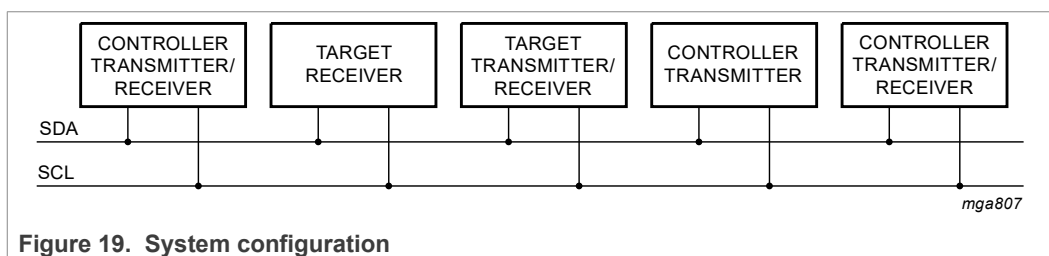 CONTROLLER
TRANSMITTER/
RECEIVER
TARGET
RECEIVER
TARGET
TRANSMITTER/
RECEIVER
CONTROLLER
TRANSMITTER
CONTROLLER
TRANSMITTER/
RECEIVER
SDA
SCL
mga807
Figure 19. System configuration